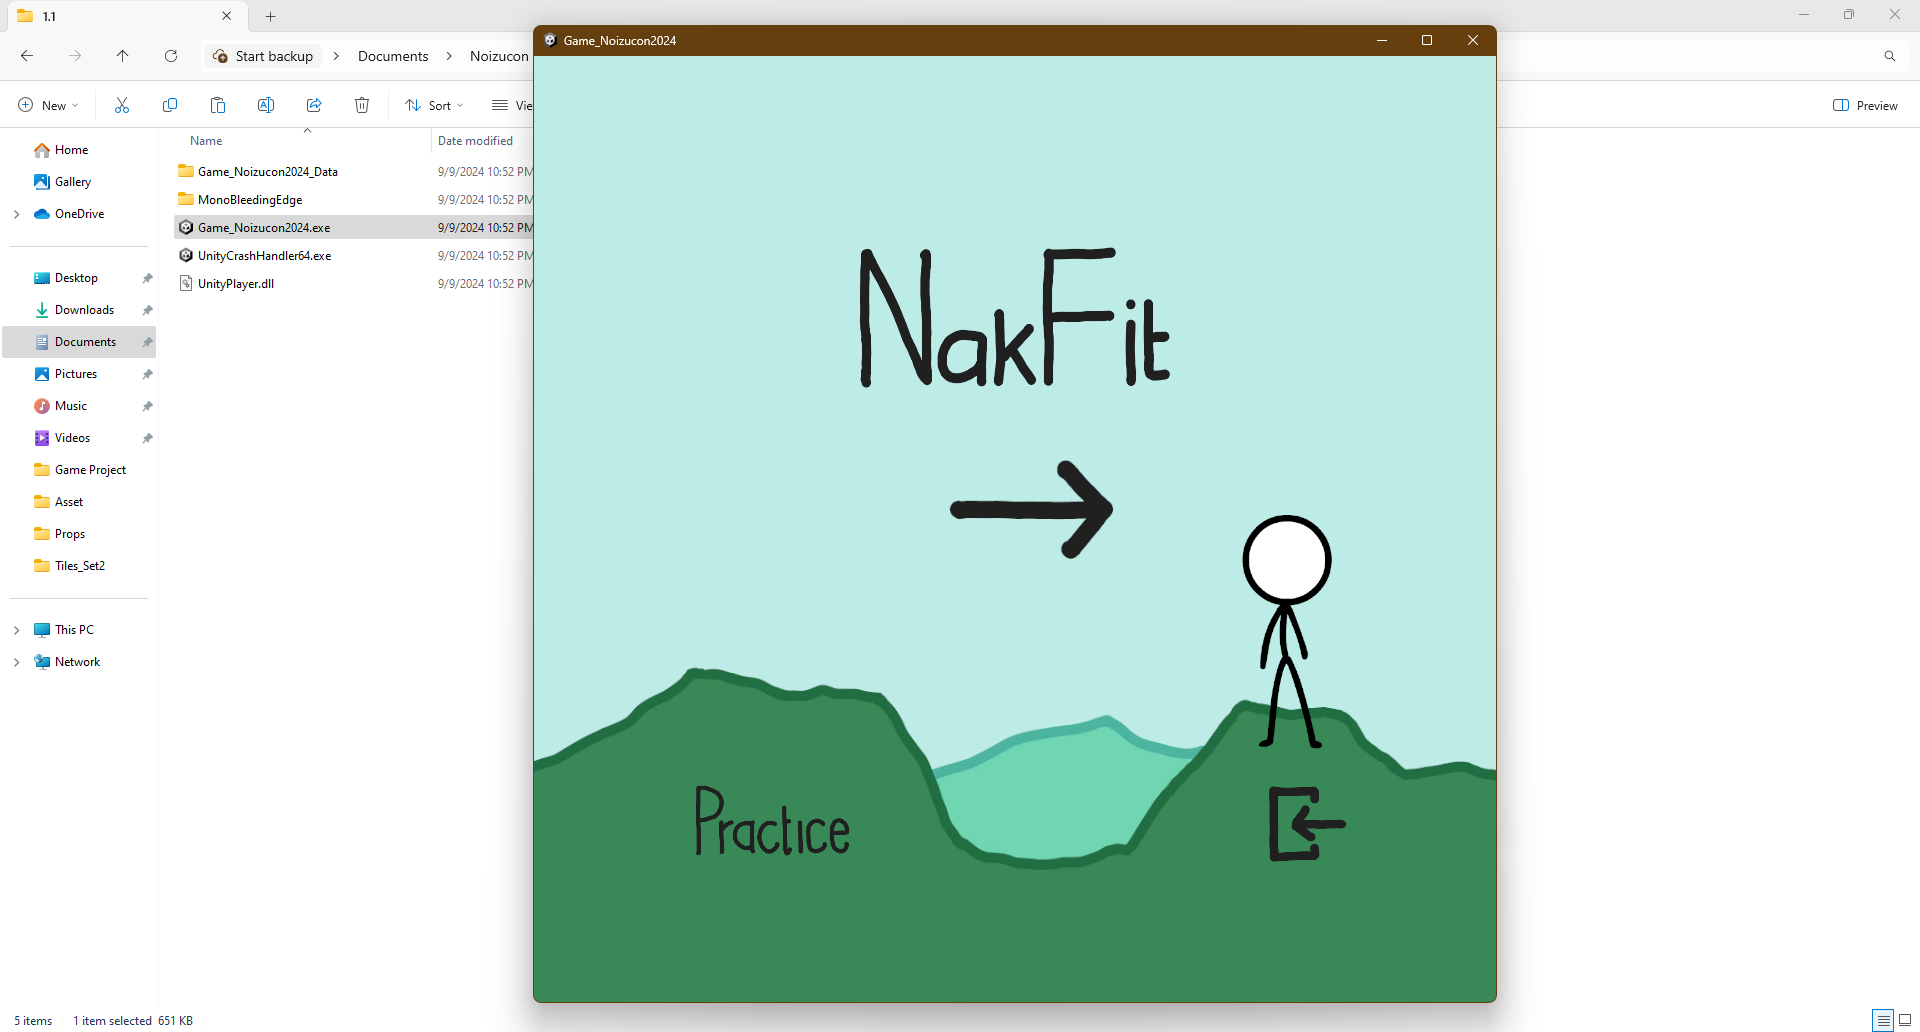 1.1
Start backup
Documents
Noizucon
New
Sort
Vie
Preview
Name
Date modified
Home
Gallery
OneDrive
Desktop
Downloads
Documents
Pictures
Music
Videos
Game Project
Asset
Props
Tiles_Set2
This PC
Network
Game_Noizucon2024_Data 9/9/2024 10:52 PM
MonoBleedingEdge 9/9/2024 10:52 PM
Game_Noizucon2024.exe 9/9/2024 10:52 PM
UnityCrashHandler64.exe 9/9/2024 10:52 PM
UnityPlayer.dll 9/9/2024 10:52 PM
Game_Noizucon2024
NakFit
Practice
5 items 1 item selected 651 KB